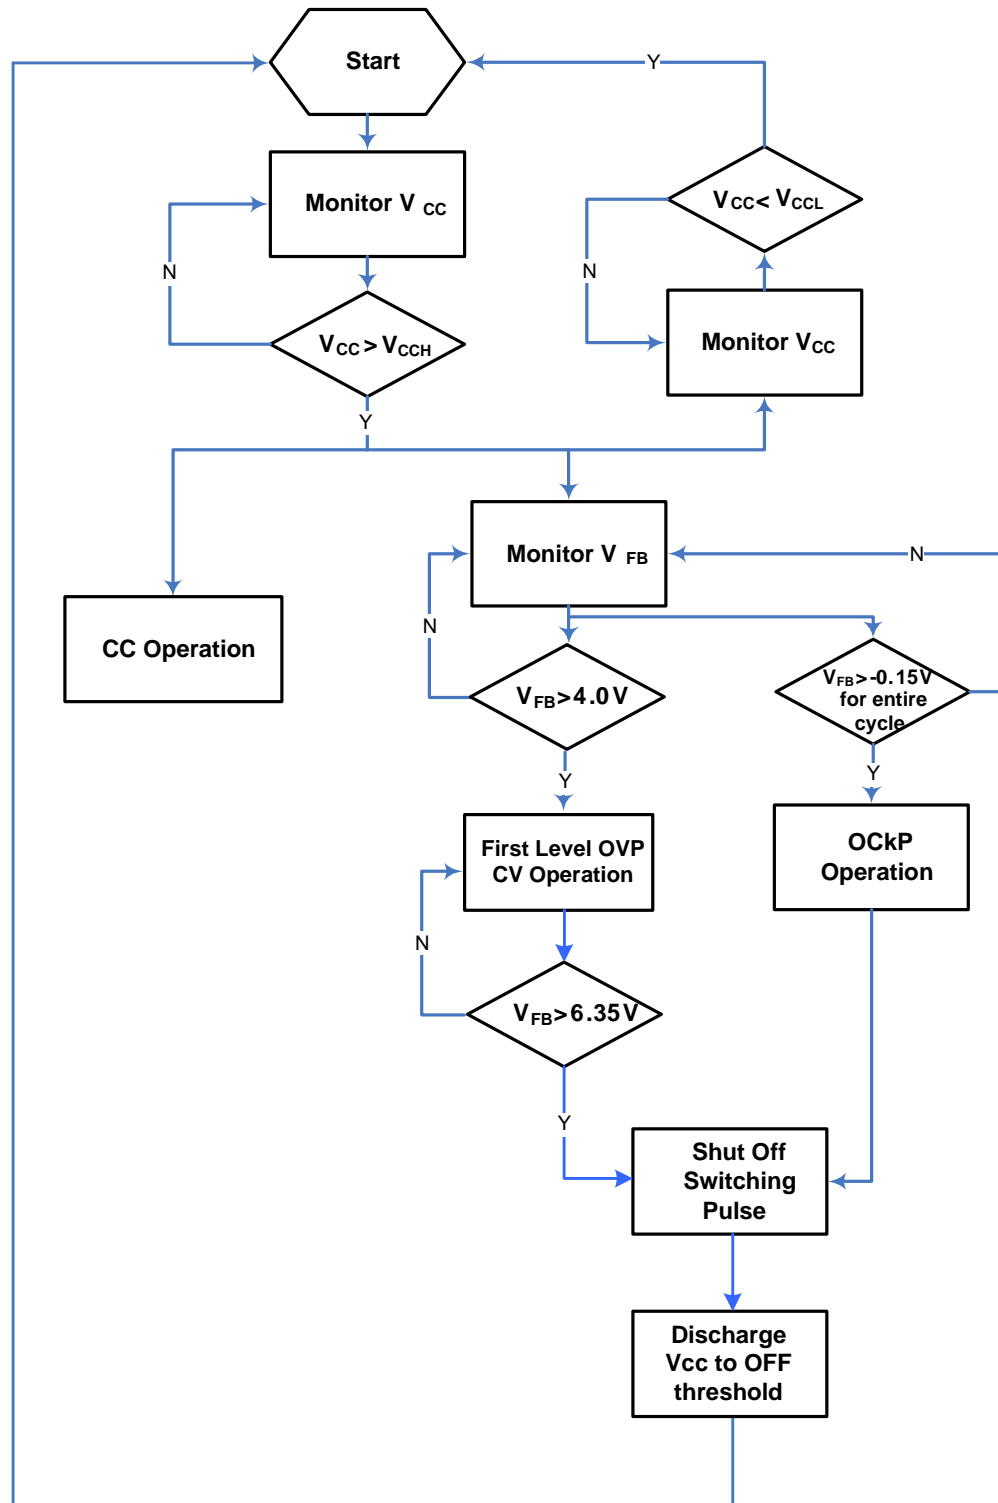 Start
Y
Monitor V CC
VCC< VCCL
N
N
VCC > VCCH
Monitor VCC
Y
Monitor V FB
N
N
CC Operation
VFB>4.0V
VFB>-0.15V
for entire
cycle
Y
Y
First Level OVP
CV Operation
OCkP
Operation
N
VFB>6.35V
Y
Shut Off
Switching
Pulse
Discharge
Vcc to OFF
threshold